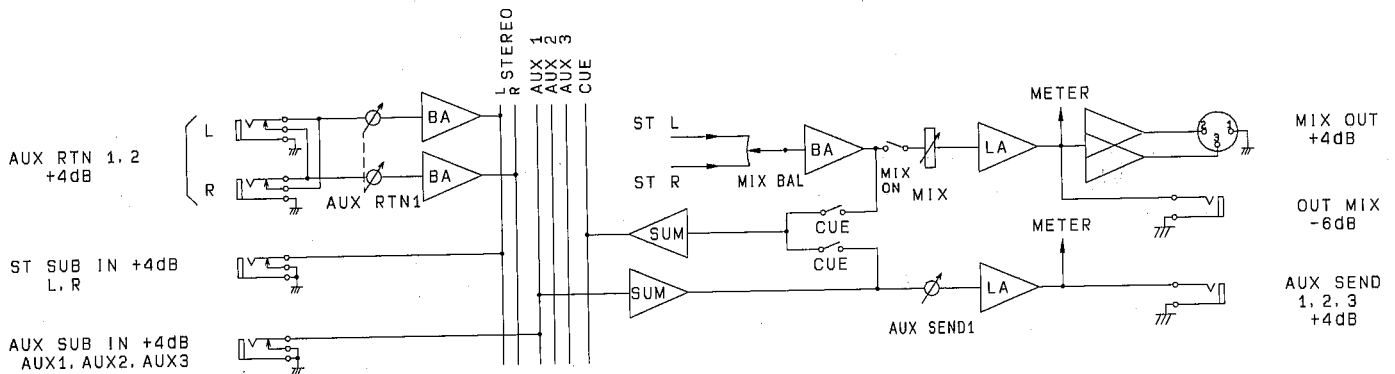 AUX RTN 1, 2
+4dB
L
R
AUX RTN1
BA
BA
ST SUB IN +4dB
L, R
AUX SUB IN +4dB
AUX1, AUX2, AUX3
L STEREO
R
AUX 1
AUX 2
AUX 3
CUE
ST L
ST R
MIX BAL
BA
MIX ON
MIX
LA
METER
2
1
3
MIX OUT
+4dB
OUT MIX
-6dB
SUM
CUE
CUE
SUM
AUX SEND1
LA
METER
AUX SEND
1, 2, 3
+4dB